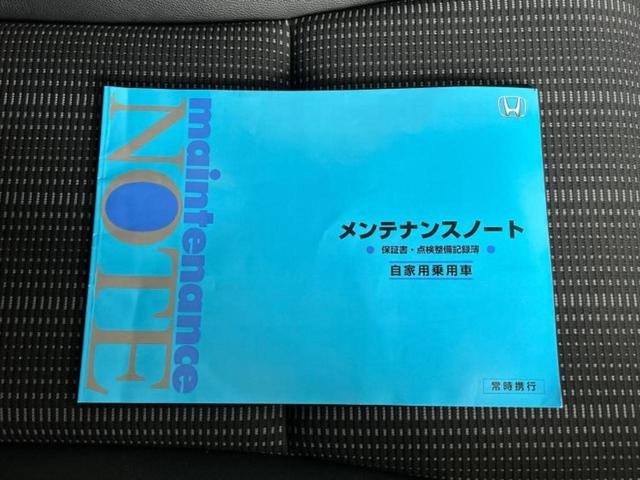 maintenance
NOTE
メンテナンスノート
● 保証書・点検整備記録簿 ●
自家用乗用車
常時携行